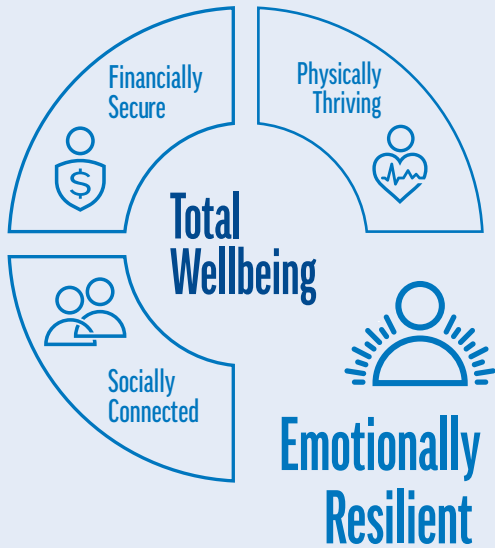 Financially
Secure
$
Physically
Thriving
Total
Wellbeing
Socially
Connected
Emotionally
Resilient